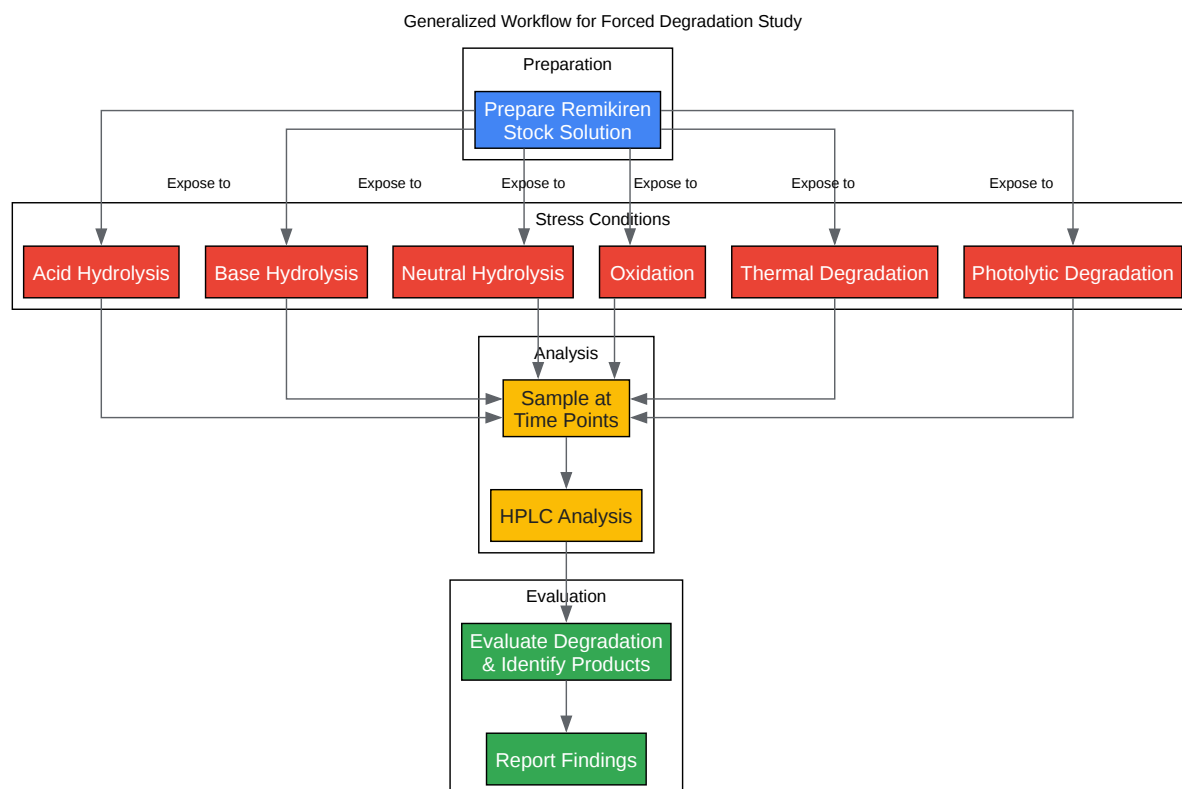 Generalized Workflow for Forced Degradation Study
Preparation
Prepare Remikiren
Stock Solution
Expose to
Expose to
Expose to
Expose to
Expose to
Expose to
Stress Conditions
Acid Hydrolysis
Base Hydrolysis
Neutral Hydrolysis
Oxidation
Thermal Degradation
Photolytic Degradation
Analysis
Sample at
Time Points
HPLC Analysis
Evaluation
Evaluate Degradation
& Identify Products
Report Findings